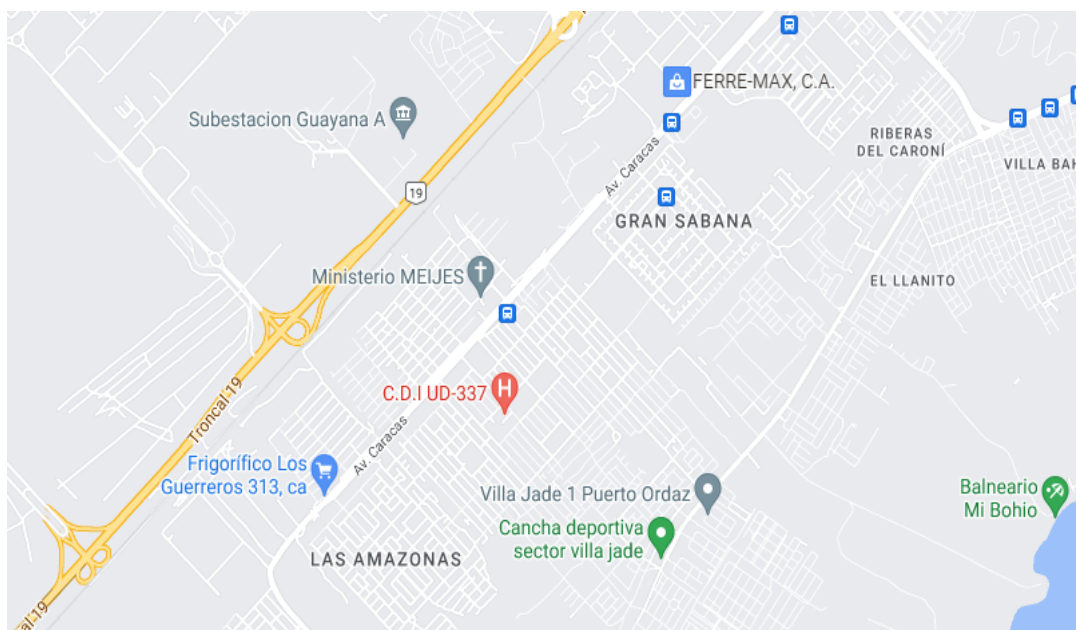 FERRE-MAX, C.A.
Subestacion Guayana A
RIBERAS
DEL CARONÍ
VILLA BAH
Av. Caracas
19
GRAN SABANA
Ministerio MEIJES
EL LLANITO
C.D.I UD-337
H
Troncal 19
Av. Caracas
Frigorífico Los
Guerreros 313, ca
Villa Jade 1 Puerto Ordaz
Balneario
Mi Bohio
Cancha deportiva
sector villa jade
LAS AMAZONAS
al 19